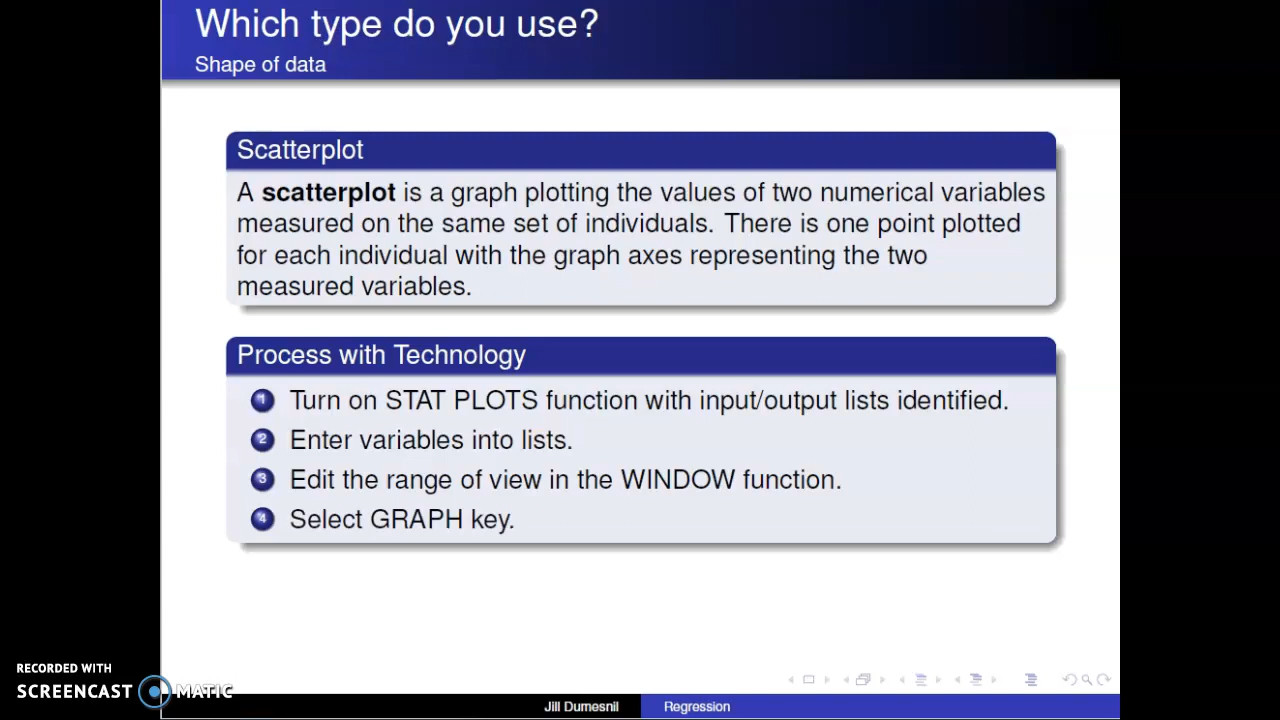 Which type do you use?
Shape of data
Scatterplot
A scatterplot is a graph plotting the values of two numerical variables
measured on the same set of individuals. There is one point plotted
for each individual with the graph axes representing the two
measured variables.
Process with Technology
1 Turn on STAT PLOTS function with input/output lists identified.
2 Enter variables into lists.
3 Edit the range of view in the WINDOW function.
4 Select GRAPH key.
RECORDED WITH
SCREENCAST MATIC
Jill Dumesnil Regression